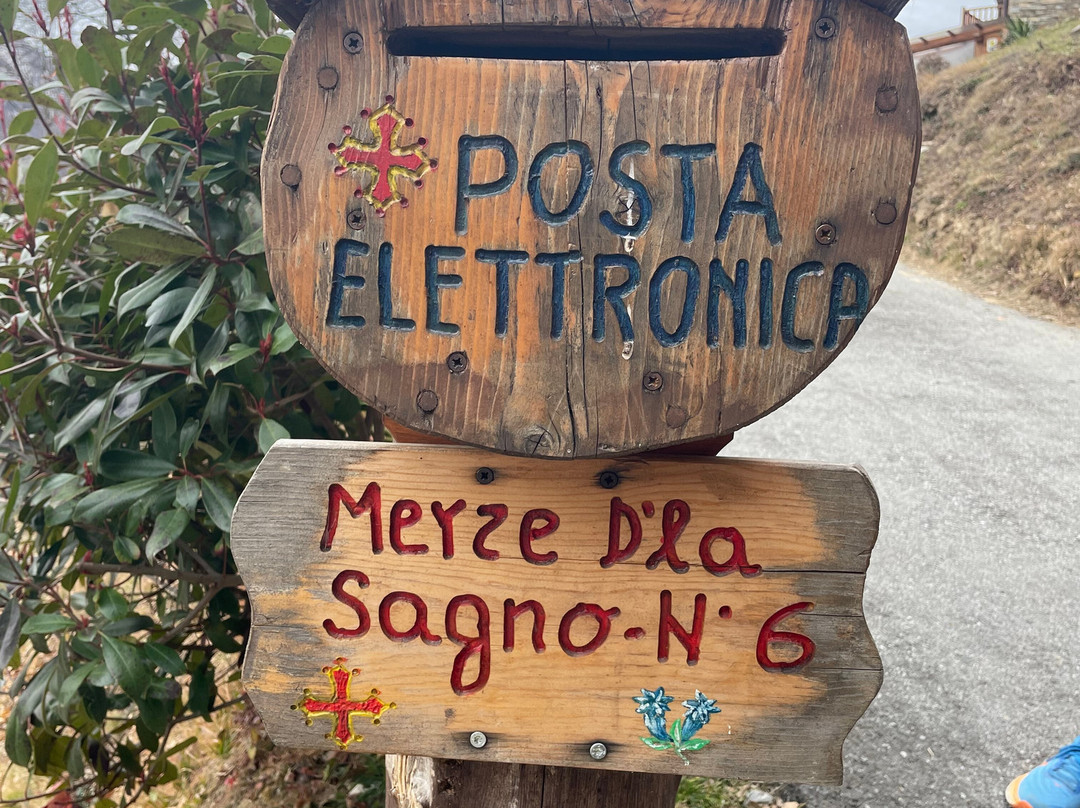 POSTA
ELETTRONICA
Merze D'la
Sagno-N° 6